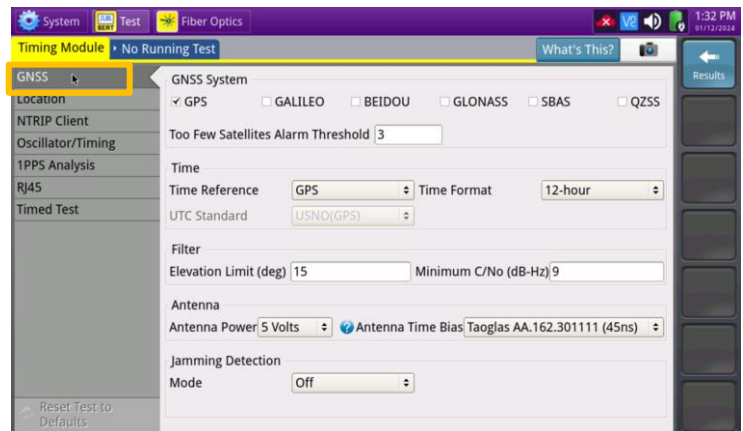 System Test Fiber Optics V2 1:32 PM
01/12/2024
Timing Module No Running Test What's This?
Results
GNSS
Location
NTRIP Client
Oscillator/Timing
1PPS Analysis
RJ45
Timed Test
Reset Test to
Defaults
GNSS System
GPS GALILEO BEIDOU GLONASS SBAS QZSS
Too Few Satellites Alarm Threshold 3
Time
Time Reference GPS Time Format 12-hour
UTC Standard USNO(GPS)
Filter
Elevation Limit (deg) 15 Minimum C/No (dB-Hz) 9
Antenna
Antenna Power 5 Volts Antenna Time Bias Taoglas AA.162.301111 (45ns)
Jamming Detection
Mode Off